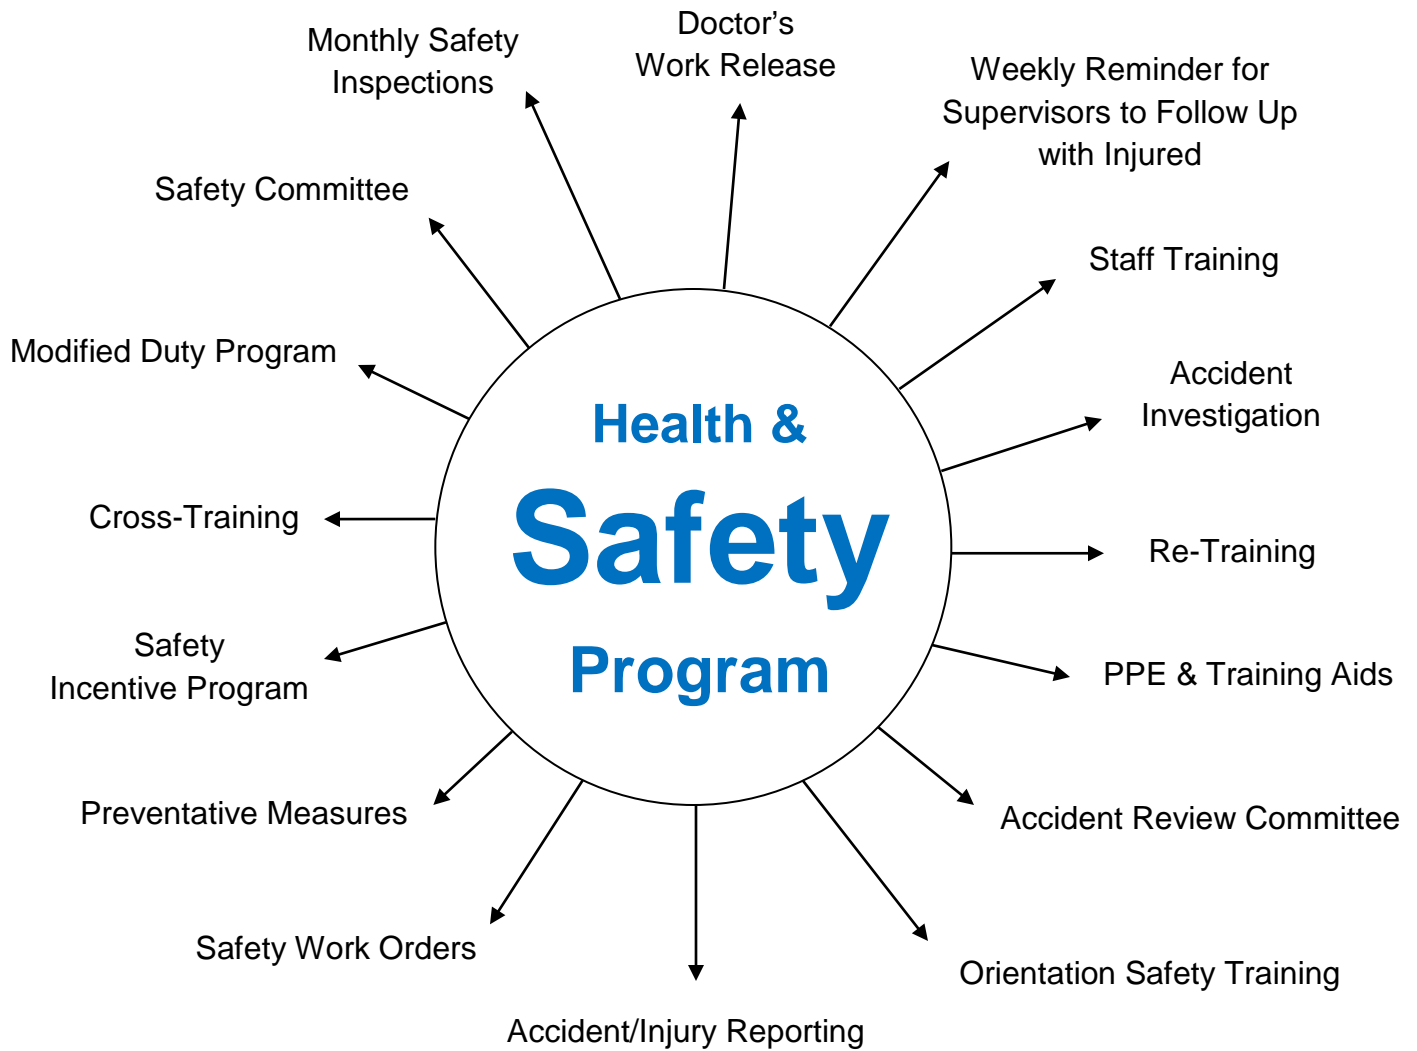 Doctor’s
Work Release
Monthly Safety
Inspections
Weekly Reminder for
Supervisors to Follow Up
with Injured
Safety Committee
Staff Training
Modified Duty Program
Accident
Investigation
Health &
Safety
Program
Cross-Training
Re-Training
Safety
Incentive Program
PPE & Training Aids
Preventative Measures
Accident Review Committee
Safety Work Orders
Orientation Safety Training
Accident/Injury Reporting